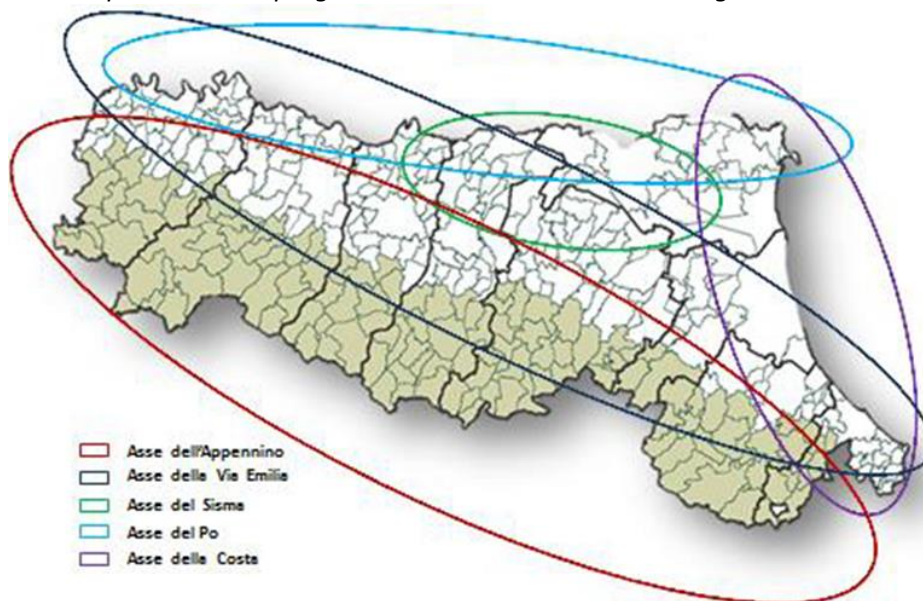 Asse dell'Appennino
Asse della Via Emilia
Asse del Sisma
Asse del Po
Asse della Costa